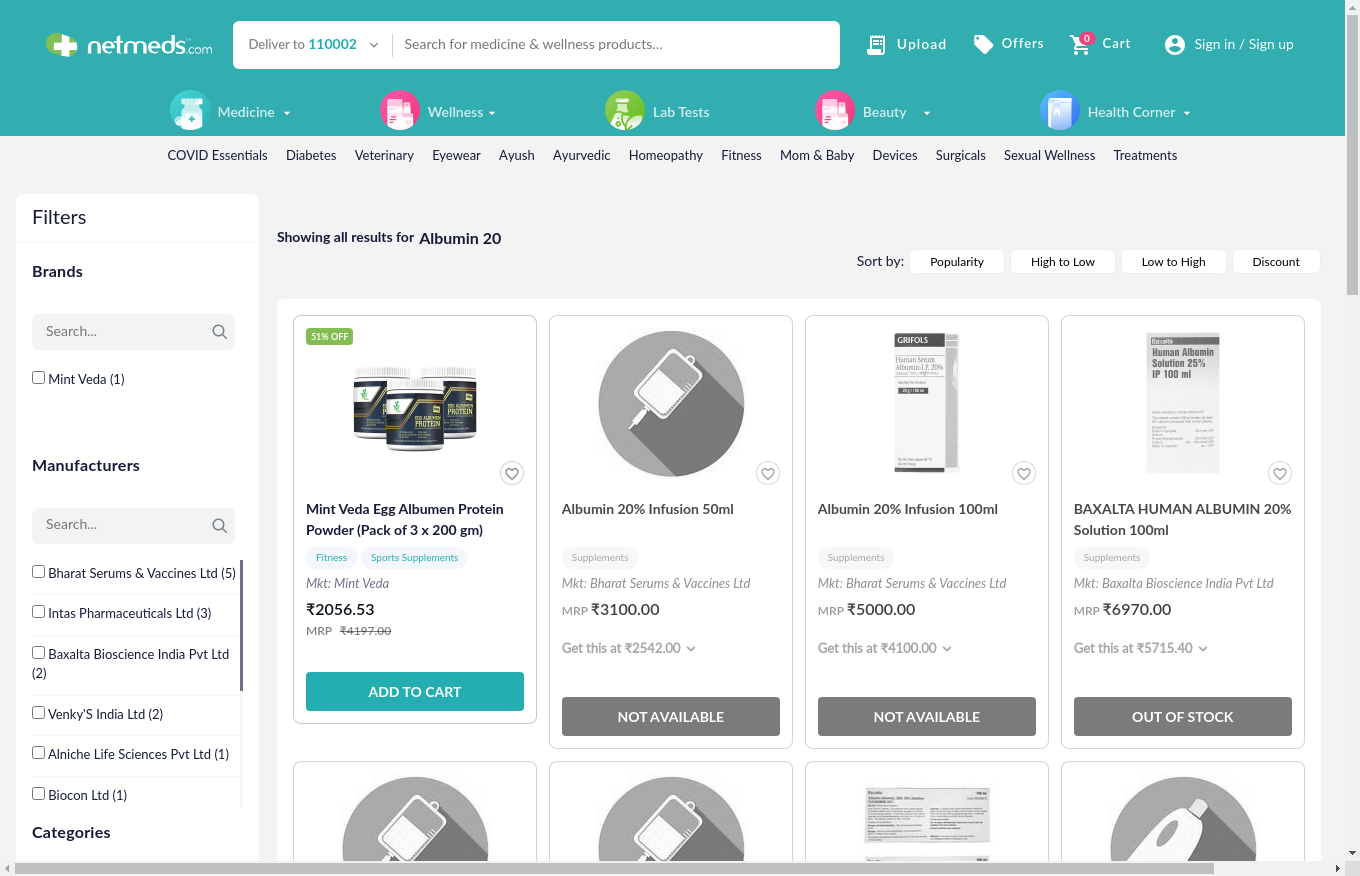 netmeds.com
Deliver to 110002
Search for medicine & wellness products...
Upload
Offers
0
Cart
Sign in / Sign up
Medicine
Wellness
Lab Tests
Beauty
Health Corner
COVID Essentials
Diabetes
Veterinary
Eyewear
Ayush
Ayurvedic
Homeopathy
Fitness
Mom & Baby
Devices
Surgicals
Sexual Wellness
Treatments
Filters
Brands
Search...
Mint Veda (1)
Manufacturers
Search...
Bharat Serums & Vaccines Ltd (5)
Intas Pharmaceuticals Ltd (3)
Baxalta Bioscience India Pvt Ltd
(2)
Venky'S India Ltd (2)
Alniche Life Sciences Pvt Ltd (1)
Biocon Ltd (1)
Categories
Showing all results for Albumin 20
Sort by:
Popularity
High to Low
Low to High
Discount
51% OFF
EGG ALBUMEN
PROTEIN
Mint Veda Egg Albumen Protein
Powder (Pack of 3 x 200 gm)
Fitness
Sports Supplements
Mkt: Mint Veda
₹2056.53
MRP ₹4197.00
ADD TO CART
Albumin 20% Infusion 50ml
Supplements
Mkt: Bharat Serums & Vaccines Ltd
MRP ₹3100.00
Get this at ₹2542.00
NOT AVAILABLE
GRIFOLS
Human Serum
Albumin-I.P. 20%
Albumin 20% Infusion 100ml
Supplements
Mkt: Bharat Serums & Vaccines Ltd
MRP ₹5000.00
Get this at ₹4100.00
NOT AVAILABLE
Baxalta
Human Albumin
Solution 25%
IP 100 ml
BAXALTA HUMAN ALBUMIN 20%
Solution 100ml
Supplements
Mkt: Baxalta Bioscience India Pvt Ltd
MRP ₹6970.00
Get this at ₹5715.40
OUT OF STOCK